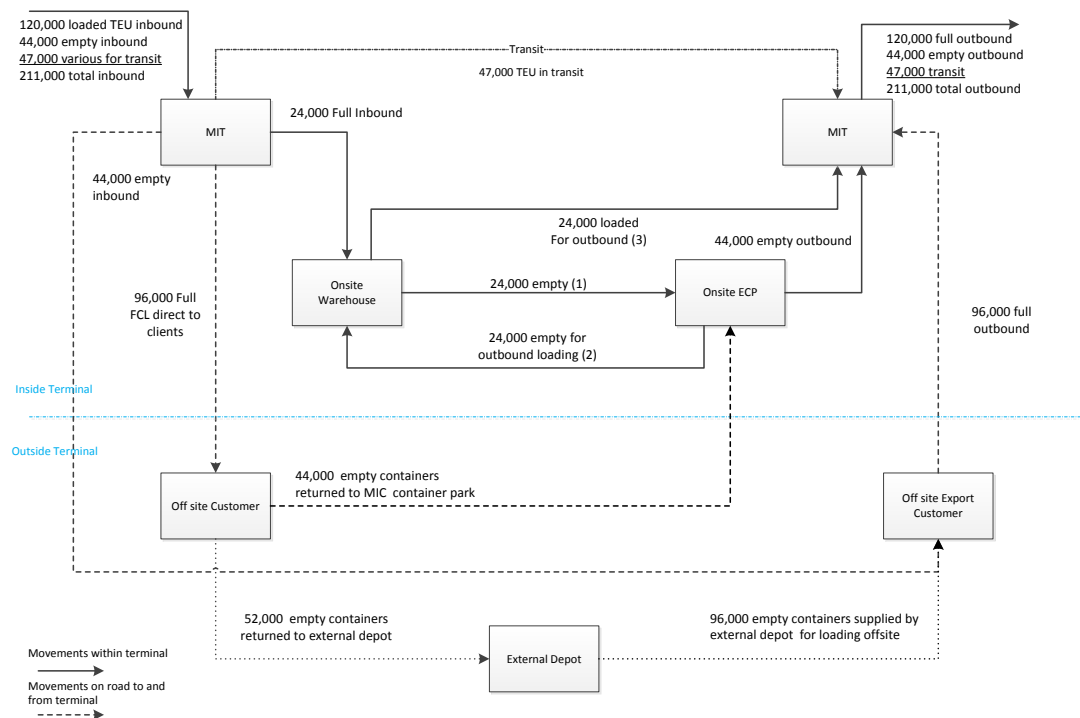 120,000 loaded TEU inbound
44,000 empty inbound
47,000 various for transit
211,000 total inbound
Transit
47,000 TEU in transit
120,000 full outbound
44,000 empty outbound
47,000 transit
211,000 total outbound
MIT
24,000 Full Inbound
MIT
44,000 empty
inbound
24,000 loaded
For outbound (3)
44,000 empty outbound
Onsite
Warehouse
24,000 empty (1)
Onsite ECP
96,000 Full
FCL direct to
clients
24,000 empty for
outbound loading (2)
96,000 full
outbound
Inside Terminal
Outside Terminal
Off site Customer
44,000  empty containers
returned to MIC  container park
Off site Export
Customer
52,000  empty containers
returned to external depot
96,000 empty containers supplied by
external depot  for loading offsite
External Depot
Movements within terminal
Movements on road to and
from terminal